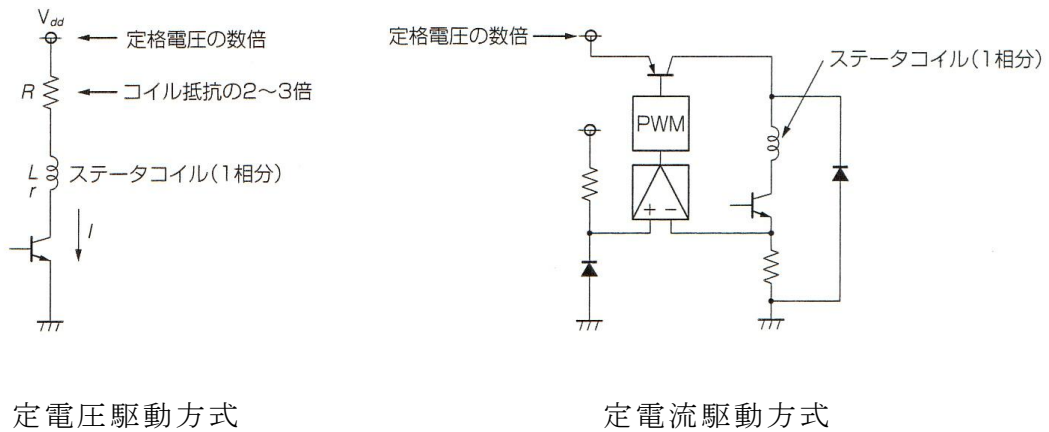 Vdd
定格電圧の数倍
R
コイル抵抗の2〜3倍
L
r
ステータコイル(1相分)
I
定電圧駆動方式
定格電圧の数倍
ステータコイル(1相分)
PWM
+ −
定電流駆動方式